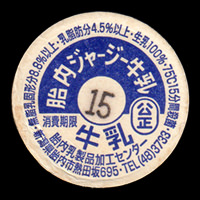 無脂乳固形分8.8%以上・乳脂肪分4.5%以上・生乳100%・75℃15分間殺菌
胎内ジャージー牛乳
15
消費期限
公正
牛乳
胎内乳製品加工センター
新潟県胎内市熱田坂695・TEL(48)3733